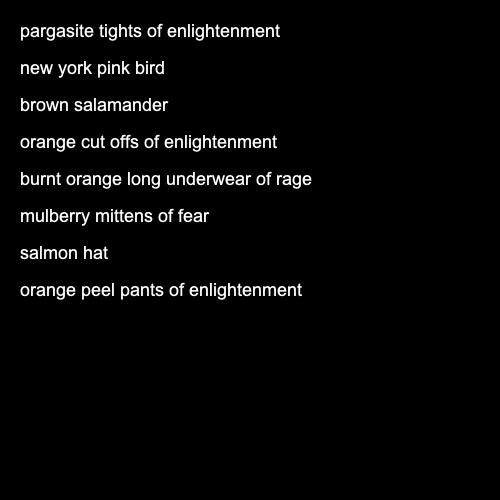 pargasite tights of enlightenment
new york pink bird
brown salamander
orange cut offs of enlightenment
burnt orange long underwear of rage
mulberry mittens of fear
salmon hat
orange peel pants of enlightenment